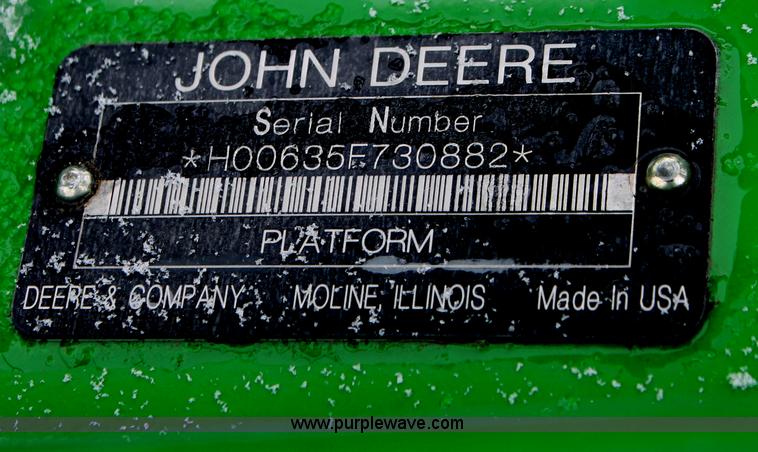 JOHN DEERE
Serial Number
*H00635F730882*
PLATFORM
DEERE & COMPANY, MOLINE, ILLINOIS Made In USA
www.purplewave.com